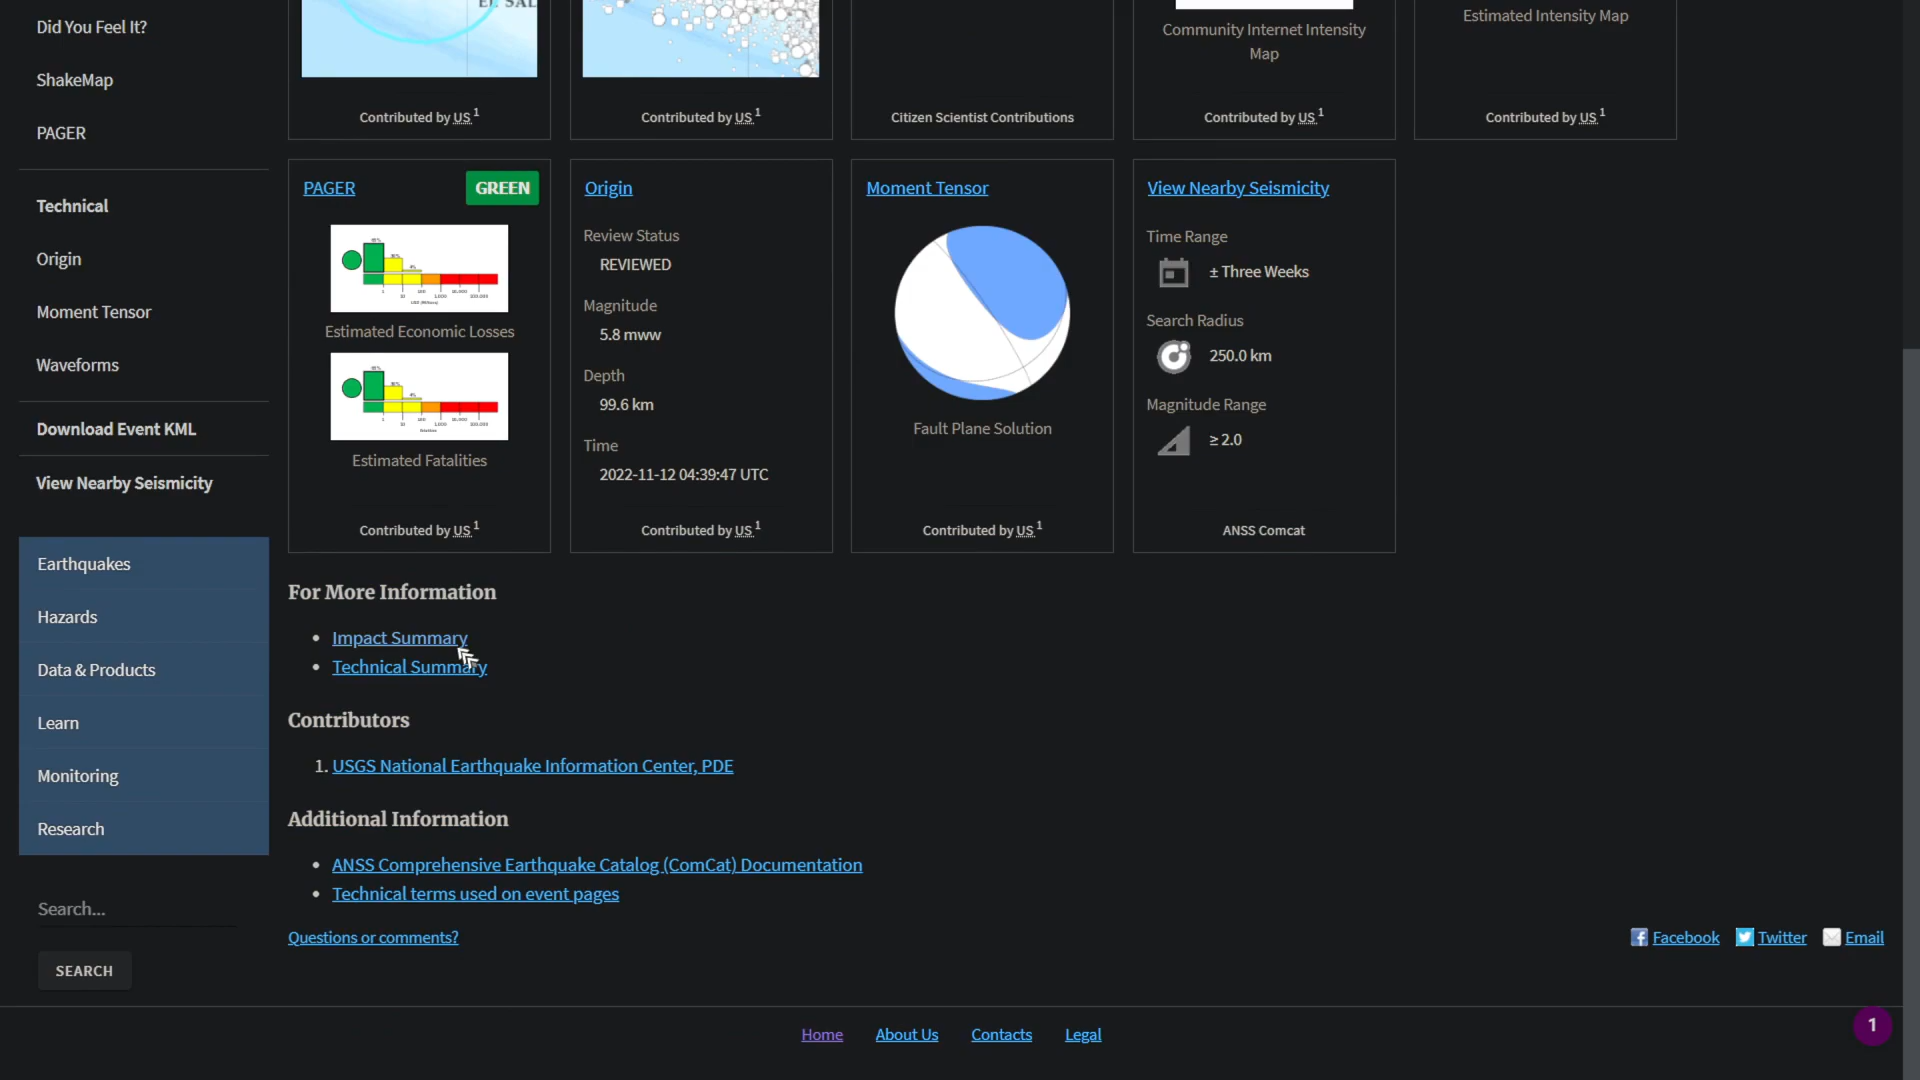 Did You Feel It?
ShakeMap
PAGER
Technical
Origin
Moment Tensor
Waveforms
Download Event KML
View Nearby Seismicity
Earthquakes
Hazards
Data & Products
Learn
Monitoring
Research
Search...
SEARCH
Contributed by US 1
Contributed by US 1
Citizen Scientist Contributions
Community Internet Intensity
Map
Contributed by US 1
Estimated Intensity Map
Contributed by US 1
PAGER
GREEN
Estimated Economic Losses
Estimated Fatalities
Contributed by US 1
Origin
Review Status
REVIEWED
Magnitude
5.8 mww
Depth
99.6 km
Time
2022-11-12 04:39:47 UTC
Contributed by US 1
Moment Tensor
Fault Plane Solution
Contributed by US 1
View Nearby Seismicity
Time Range
± Three Weeks
Search Radius
250.0 km
Magnitude Range
≥ 2.0
ANSS Comcat
For More Information
• Impact Summary
• Technical Summary
Contributors
1. USGS National Earthquake Information Center, PDE
Additional Information
• ANSS Comprehensive Earthquake Catalog (ComCat) Documentation
• Technical terms used on event pages
Questions or comments?
Facebook Twitter Email
Home About Us Contacts Legal
1